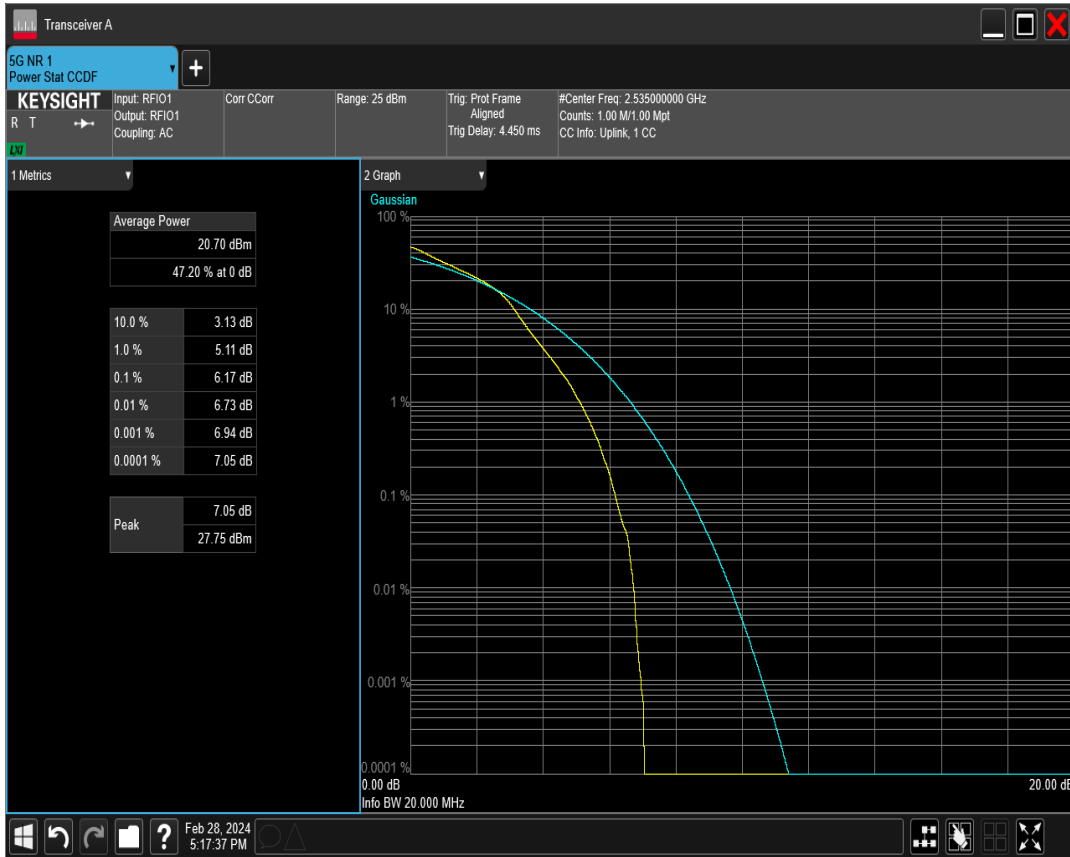 Transceiver A
5G NR 1
Power Stat CCDF
KEYSIGHT
R T
LXI
Input: RFIO1
Output: RFIO1
Coupling: AC
Corr CCorr
Range: 25 dBm
Trig: Prot Frame
Aligned
Trig Delay: 4.450 ms
#Center Freq: 2.535000000 GHz
Counts: 1.00 M/1.00 Mpt
CC Info: Uplink, 1 CC
1 Metrics
Average Power
20.70 dBm
47.20 % at 0 dB
10.0 % 3.13 dB
1.0 % 5.11 dB
0.1 % 6.17 dB
0.01 % 6.73 dB
0.001 % 6.94 dB
0.0001 % 7.05 dB
Peak
7.05 dB
27.75 dBm
2 Graph
Gaussian
100 %
10 %
1 %
0.1 %
0.01 %
0.001 %
0.0001 %
0.00 dB 20.00 dB
Info BW 20.000 MHz
?
Feb 28, 2024
5:17:37 PM